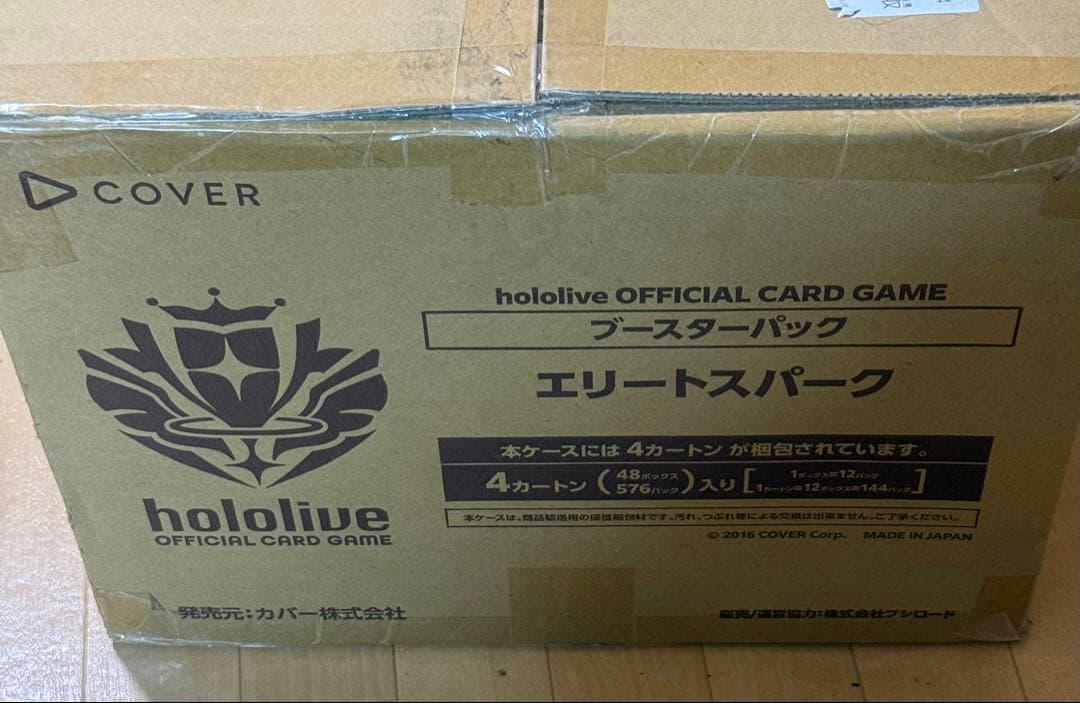 COVER
hololive OFFICIAL CARD GAME
ブースターパック
エリートスパーク
本ケースには 4カートン が梱包されています。
4カートン(48ボックス 576パック)入り[1ボックス=12パック 1カートン=12ボックス=144パック]
本ケースは、商品輸送用の保護梱包材です。汚れ、つぶれ等による交換は出来ません。ご了承ください。
© 2016 COVER Corp. MADE IN JAPAN
hololive
OFFICIAL CARD GAME
発売元:カバー株式会社
販売/運営協力:株式会社ブシロード